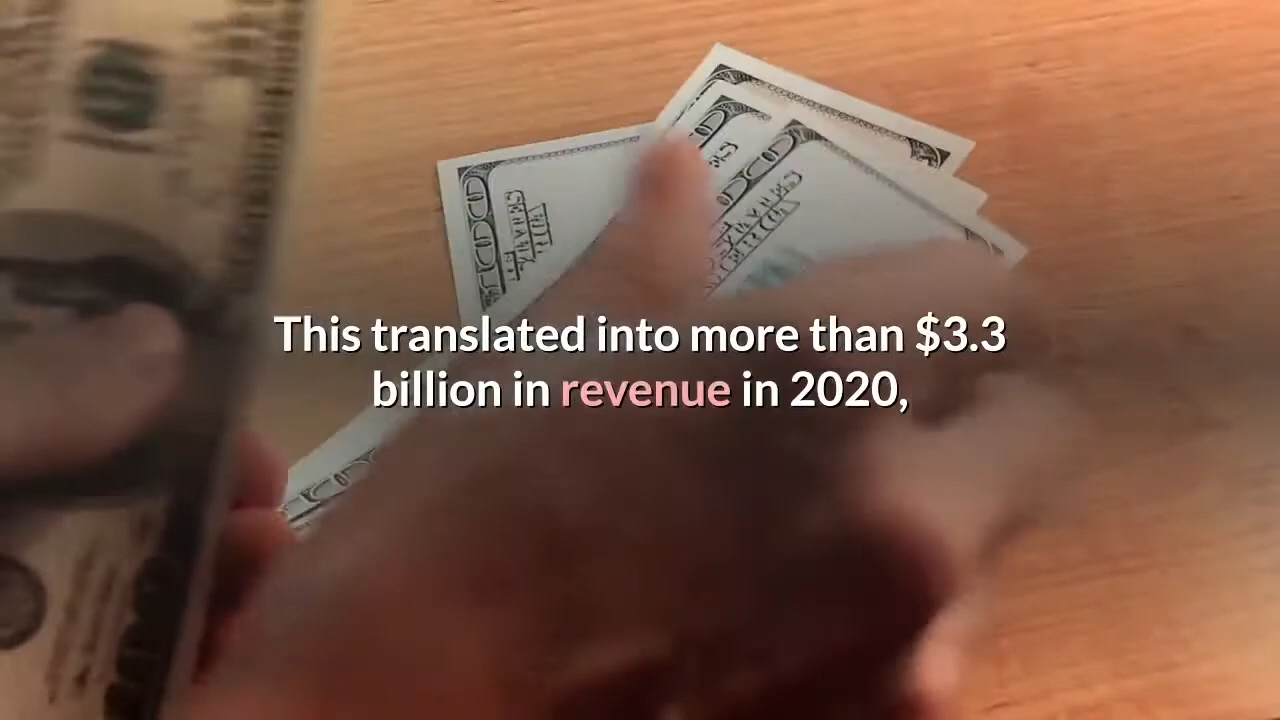 This translated into more than $3.3
billion in revenue in 2020,